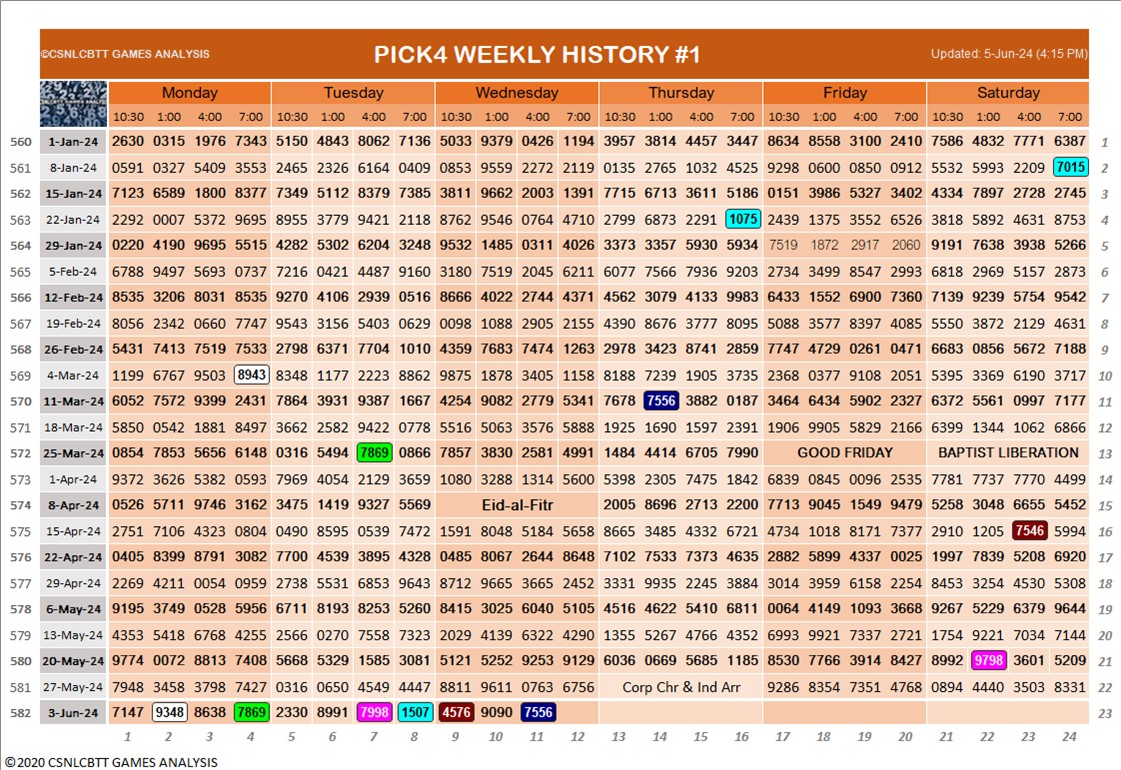 ©CSNLCBTT GAMES ANALYSIS PICK4 WEEKLY HISTORY #1 Updated: 5-Jun-24 (4:15 PM)
Monday Tuesday Wednesday Thursday Friday Saturday
10:30 1:00 4:00 7:00 10:30 1:00 4:00 7:00 10:30 1:00 4:00 7:00 10:30 1:00 4:00 7:00 10:30 1:00 4:00 7:00 10:30 1:00 4:00 7:00
560 1-Jan-24 2630 0315 1976 7343 5150 4843 8062 7136 5033 9379 0426 1194 3957 3814 4457 3447 8634 8558 3100 2410 7586 4832 7771 6387 1
561 8-Jan-24 0591 0327 5409 3553 2465 2326 6164 0409 0853 9559 2272 2119 0135 2765 1032 4525 9298 0600 0850 0912 5532 5993 2209 7015 2
562 15-Jan-24 7123 6589 1800 8377 7349 5112 8379 7385 3811 9662 2003 1391 7715 6713 3611 5186 0151 3986 5327 3402 4334 7897 2728 2745 3
563 22-Jan-24 2292 0007 5372 9695 8955 3779 9421 2118 8762 9546 0764 4710 2799 6873 2291 1075 2439 1375 3552 6526 3818 5892 4631 8753 4
564 29-Jan-24 0220 4190 9695 5515 4282 5302 6204 3248 9532 1485 0311 4026 3373 3357 5930 5934 7519 1872 2917 2060 9191 7638 3938 5266 5
565 5-Feb-24 6788 9497 5693 0737 7216 0421 4487 9160 3180 7519 2045 6211 6077 7566 7936 9203 2734 3499 8547 2993 6818 2969 5157 2873 6
566 12-Feb-24 8535 3206 8031 8535 9270 4106 2939 0516 8666 4022 2744 4371 4562 3079 4133 9983 6433 1552 6900 7360 7139 9239 5754 9542 7
567 19-Feb-24 8056 2342 0660 7747 9543 3156 5403 0629 0098 1088 2905 2155 4390 8676 3777 8095 5088 3577 8397 4085 5550 3872 2129 4631 8
568 26-Feb-24 5431 7413 7519 7533 2798 6371 7704 1010 4359 7683 7474 1263 2978 3423 8741 2859 7747 4729 0261 0471 6683 0856 5672 7188 9
569 4-Mar-24 1199 6767 9503 8943 8348 1177 2223 8862 9875 1878 3405 1158 8188 7239 1905 3735 2368 0377 9108 2051 5395 3369 6190 3717 10
570 11-Mar-24 6052 7572 9399 2431 7864 3931 9387 1667 4254 9082 2779 5341 7678 7556 3882 0187 3464 6434 5902 2327 6372 5561 0997 7177 11
571 18-Mar-24 5850 0542 1881 8497 3662 2582 9422 0778 5516 5063 3576 5888 1925 1690 1597 2391 1906 9905 5829 2166 6399 1344 1062 6866 12
572 25-Mar-24 0854 7853 5656 6148 0316 5494 7869 0866 7857 3830 2581 4991 1484 4414 6705 7990 GOOD FRIDAY BAPTIST LIBERATION 13
573 1-Apr-24 9372 3626 5382 0593 7969 4054 2129 3659 1080 3288 1314 5600 5398 2305 7475 1842 6839 0845 0096 2535 7781 7737 7770 4499 14
574 8-Apr-24 0526 5711 9746 3162 3475 1419 9327 5569 Eid-al-Fitr 2005 8696 2713 2200 7713 9045 1549 9479 5258 3048 6655 5452 15
575 15-Apr-24 2751 7106 4323 0804 0490 8595 0539 7472 1591 8048 5184 5658 8665 3485 4332 6721 4734 1018 8171 7377 2910 1205 7546 5994 16
576 22-Apr-24 0405 8399 8791 3082 7700 4539 3895 4328 0485 8067 2644 8648 7102 7533 7373 4635 2882 5899 4337 0025 1997 7839 5208 6920 17
577 29-Apr-24 2269 4211 0054 0959 2738 5531 6853 9643 8712 9665 3665 2452 3331 9935 2245 3884 3014 3959 6158 2254 8453 3254 4530 5308 18
578 6-May-24 9195 3749 0528 5956 6711 8193 8253 5260 8415 3025 6040 5105 4516 4622 5410 6811 0064 4149 1093 3668 9267 5229 6379 9644 19
579 13-May-24 4353 5418 6768 4255 2566 0270 7558 7323 2029 4139 6322 4290 1355 5267 4766 4352 6993 9921 7337 2721 1754 9221 7034 7144 20
580 20-May-24 9774 0072 8813 7408 5668 5329 1585 3081 5121 5252 9253 9129 6036 0669 5685 1185 8530 7766 3914 8427 8992 9798 3601 5209 21
581 27-May-24 7948 3458 3798 7427 0316 0650 4549 4447 8811 9611 0763 6756 Corp Chr & Ind Arr 9286 8354 7351 4768 0894 4440 3503 8331 22
582 3-Jun-24 7147 9348 8638 7869 2330 8991 7998 1507 4576 9090 7556 23
1 2 3 4 5 6 7 8 9 10 11 12 13 14 15 16 17 18 19 20 21 22 23 24
©2020 CSNLCBTT GAMES ANALYSIS